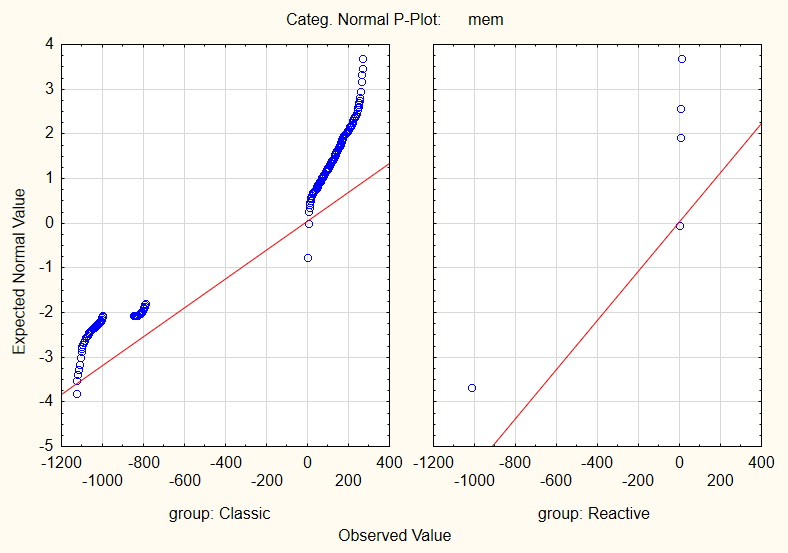 Categ. Normal P-Plot: mem
4
3
2
1
0
-1
-2
-3
-4
-5
Expected Normal Value
-1200 -800 -400 0 400 -1200 -800 -400 0 400
-1000 -600 -200 200 -1000 -600 -200 200
group: Classic group: Reactive
Observed Value